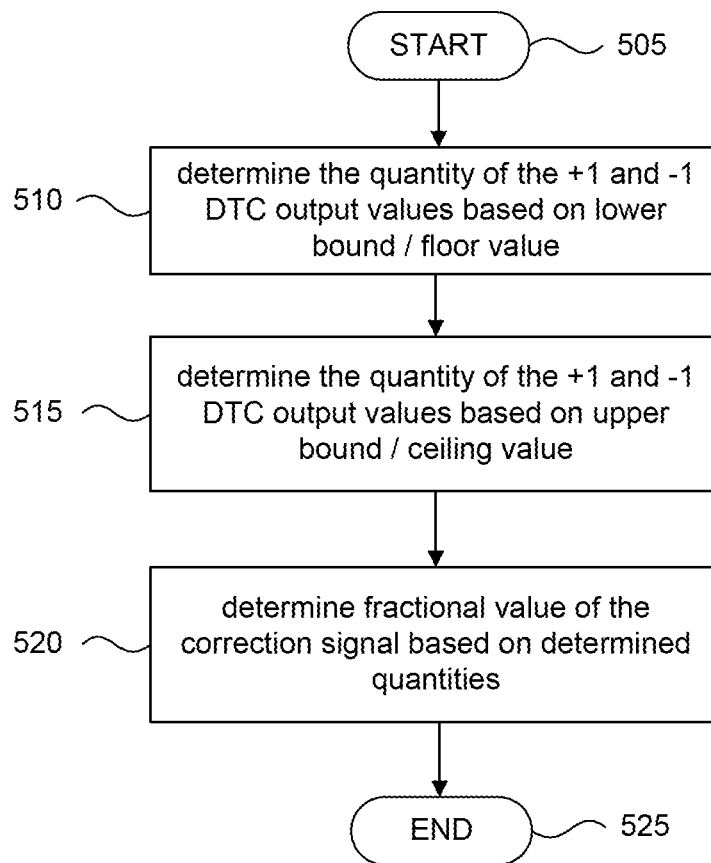 START
505
510
determine the quantity of the +1 and -1
DTC output values based on lower
bound / floor value
515
determine the quantity of the +1 and -1
DTC output values based on upper
bound / ceiling value
520
determine fractional value of the
correction signal based on determined
quantities
END
525